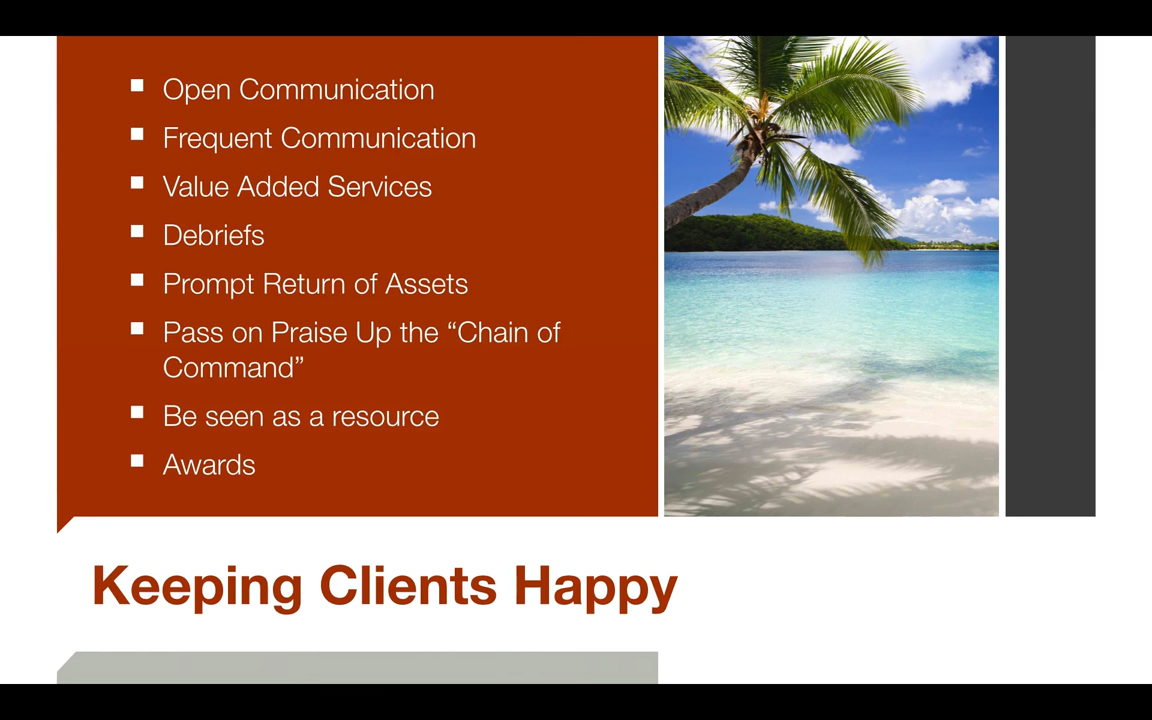 Open Communication
Frequent Communication
Value Added Services
Debriefs
Prompt Return of Assets
Pass on Praise Up the “Chain of
Command”
Be seen as a resource
Awards
Keeping Clients Happy